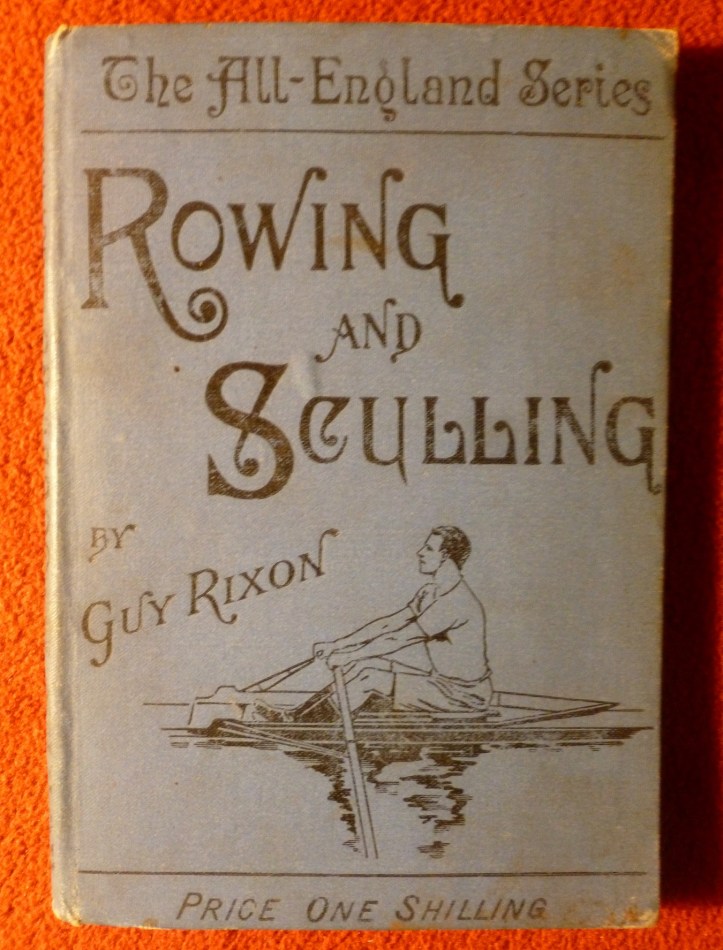 The All-England Series
ROWING
AND
SCULLING
BY
GUY RIXON
PRICE ONE SHILLING